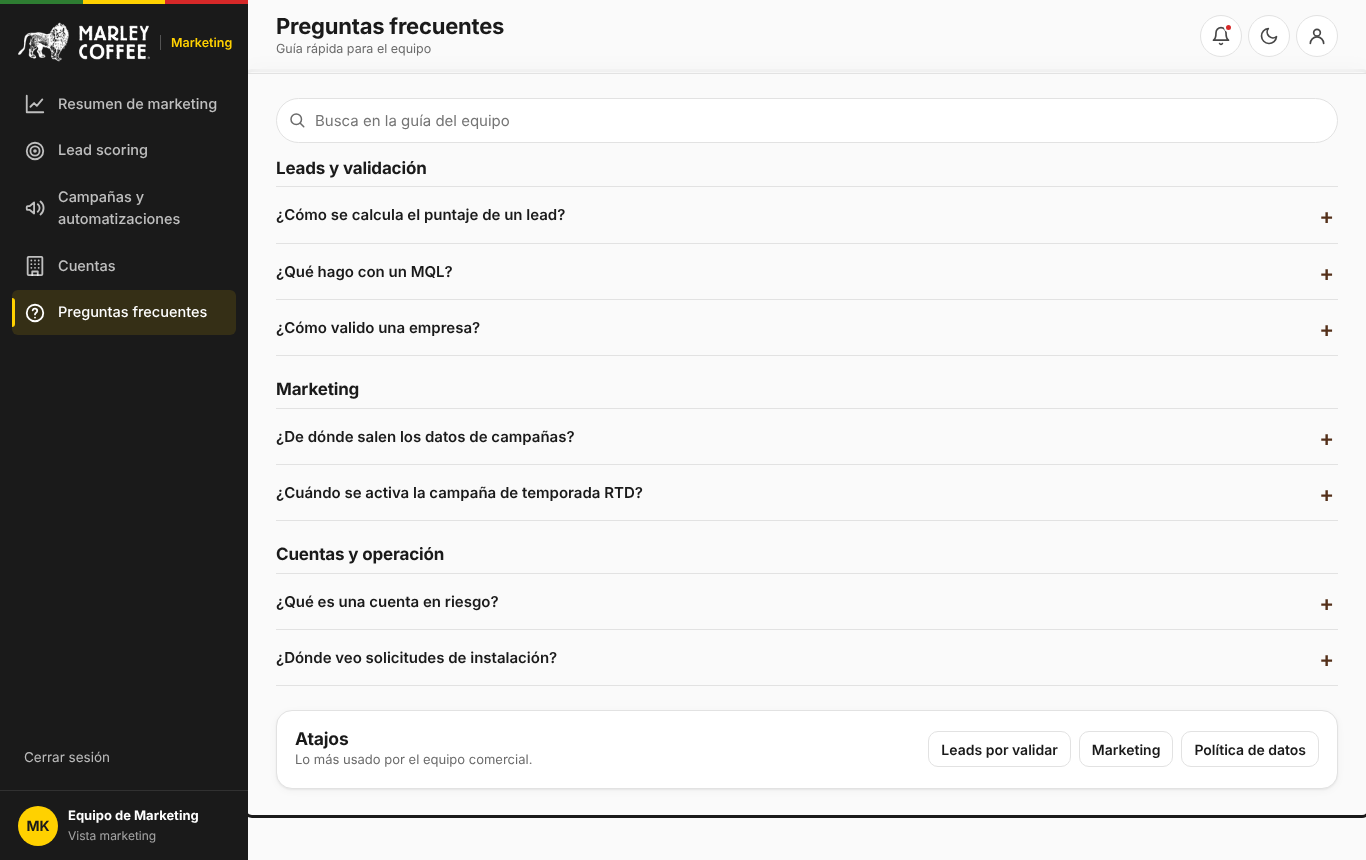 MARLEY
COFFEE
Marketing
Resumen de marketing
Lead scoring
Campañas y
automatizaciones
Cuentas
Preguntas frecuentes
Cerrar sesión
MK
Equipo de Marketing
Vista marketing
Preguntas frecuentes
Guía rápida para el equipo
Busca en la guía del equipo
Leads y validación
¿Cómo se calcula el puntaje de un lead?
+
¿Qué hago con un MQL?
+
¿Cómo valido una empresa?
+
Marketing
¿De dónde salen los datos de campañas?
+
¿Cuándo se activa la campaña de temporada RTD?
+
Cuentas y operación
¿Qué es una cuenta en riesgo?
+
¿Dónde veo solicitudes de instalación?
+
Atajos
Lo más usado por el equipo comercial.
Leads por validar
Marketing
Política de datos